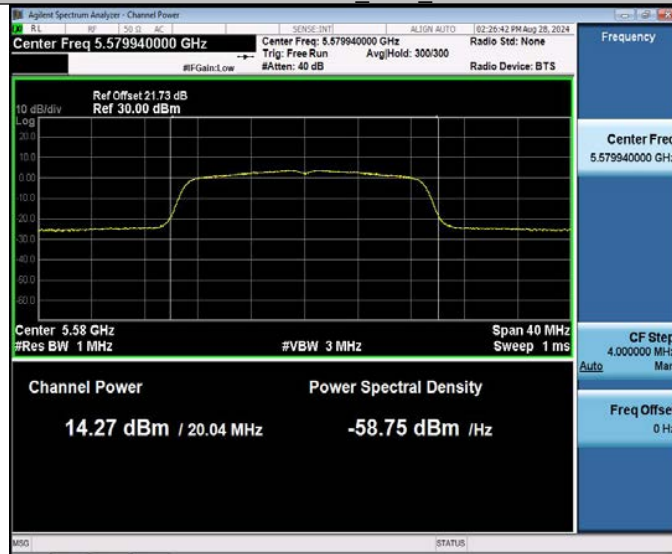 Agilent Spectrum Analyzer - Channel Power
RL RF 50 Ω AC SENSE:INT ALIGN AUTO 02:26:42 PM Aug 28, 2024
Center Freq 5.579940000 GHz
Center Freq: 5.579940000 GHz
Radio Std: None
Trig: Free Run Avg|Hold: 300/300
#IFGain:Low
#Atten: 40 dB
Radio Device: BTS
Frequency
Ref Offset 21.73 dB
10 dB/div Ref 30.00 dBm
Log
20.0
10.0
0.00
-10.0
-20.0
-30.0
-40.0
-50.0
-60.0
Center 5.58 GHz
Span 40 MHz
#Res BW 1 MHz
#VBW 3 MHz
Sweep 1 ms
Channel Power
Power Spectral Density
14.27 dBm / 20.04 MHz
-58.75 dBm /Hz
Center Freq
5.579940000 GHz
CF Step
4.000000 MHz
Auto Man
Freq Offset
0 Hz
MSG
STATUS